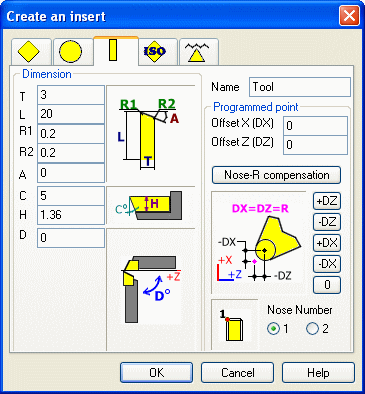 Create an insert
ISO
Dimension
T 3
L 20
R1 0.2
R2 0.2
A 0
C 5
H 1.36
D 0
R1 R2
A
L
T
C° H
+Z
D°
Name Tool
Programmed point
Offset X (DX) 0
Offset Z (DZ) 0
Nose-R compensation
DX=DZ=R
-DX
+X
+Z
-DZ
+DZ
-DZ
+DX
-DX
0
1
Nose Number
1 2
OK Cancel Help